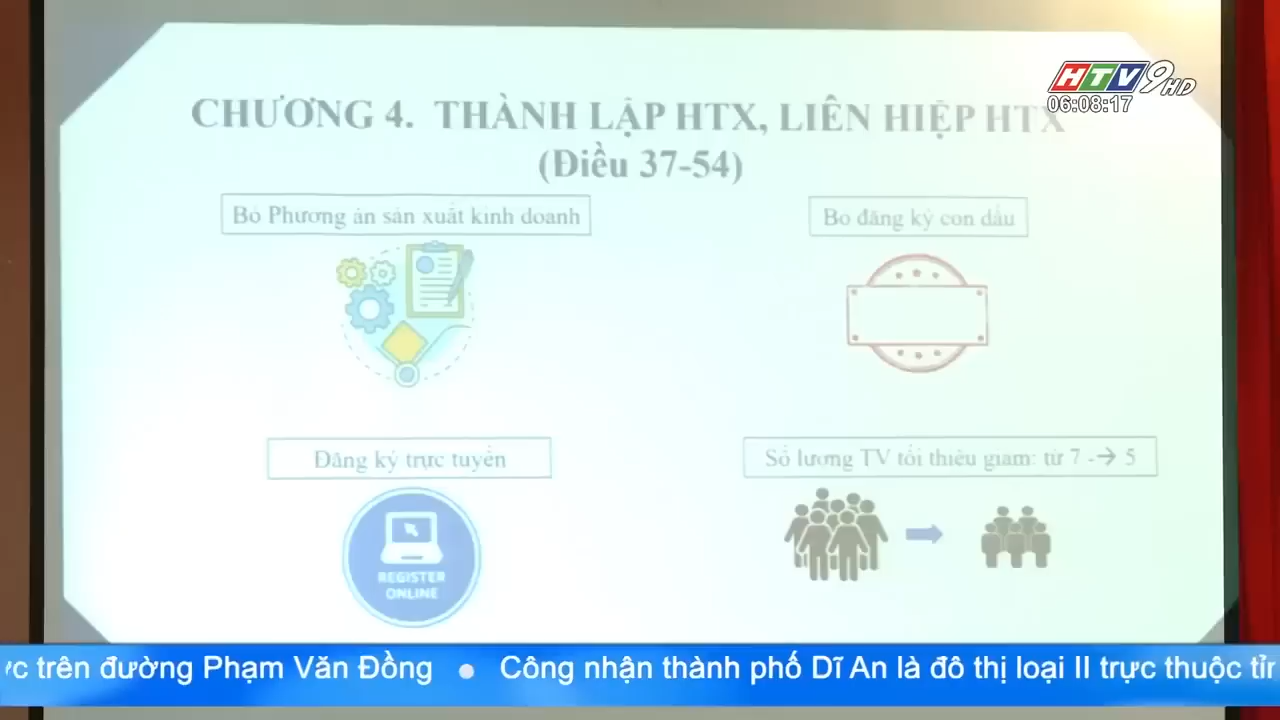 HTV9HD
06:08:17
CHƯƠNG 4. THÀNH LẬP HTX, LIÊN HIỆP HTX
(Điều 37-54)
Bỏ Phương án sản xuất kinh doanh
Bỏ đăng ký con dấu
Đăng ký trực tuyến
Số lượng TV tối thiểu giảm: từ 7 -→ 5
REGISTER
ONLINE
trên đường Phạm Văn Đồng • Công nhận thành phố Dĩ An là đô thị loại II trực thuộc